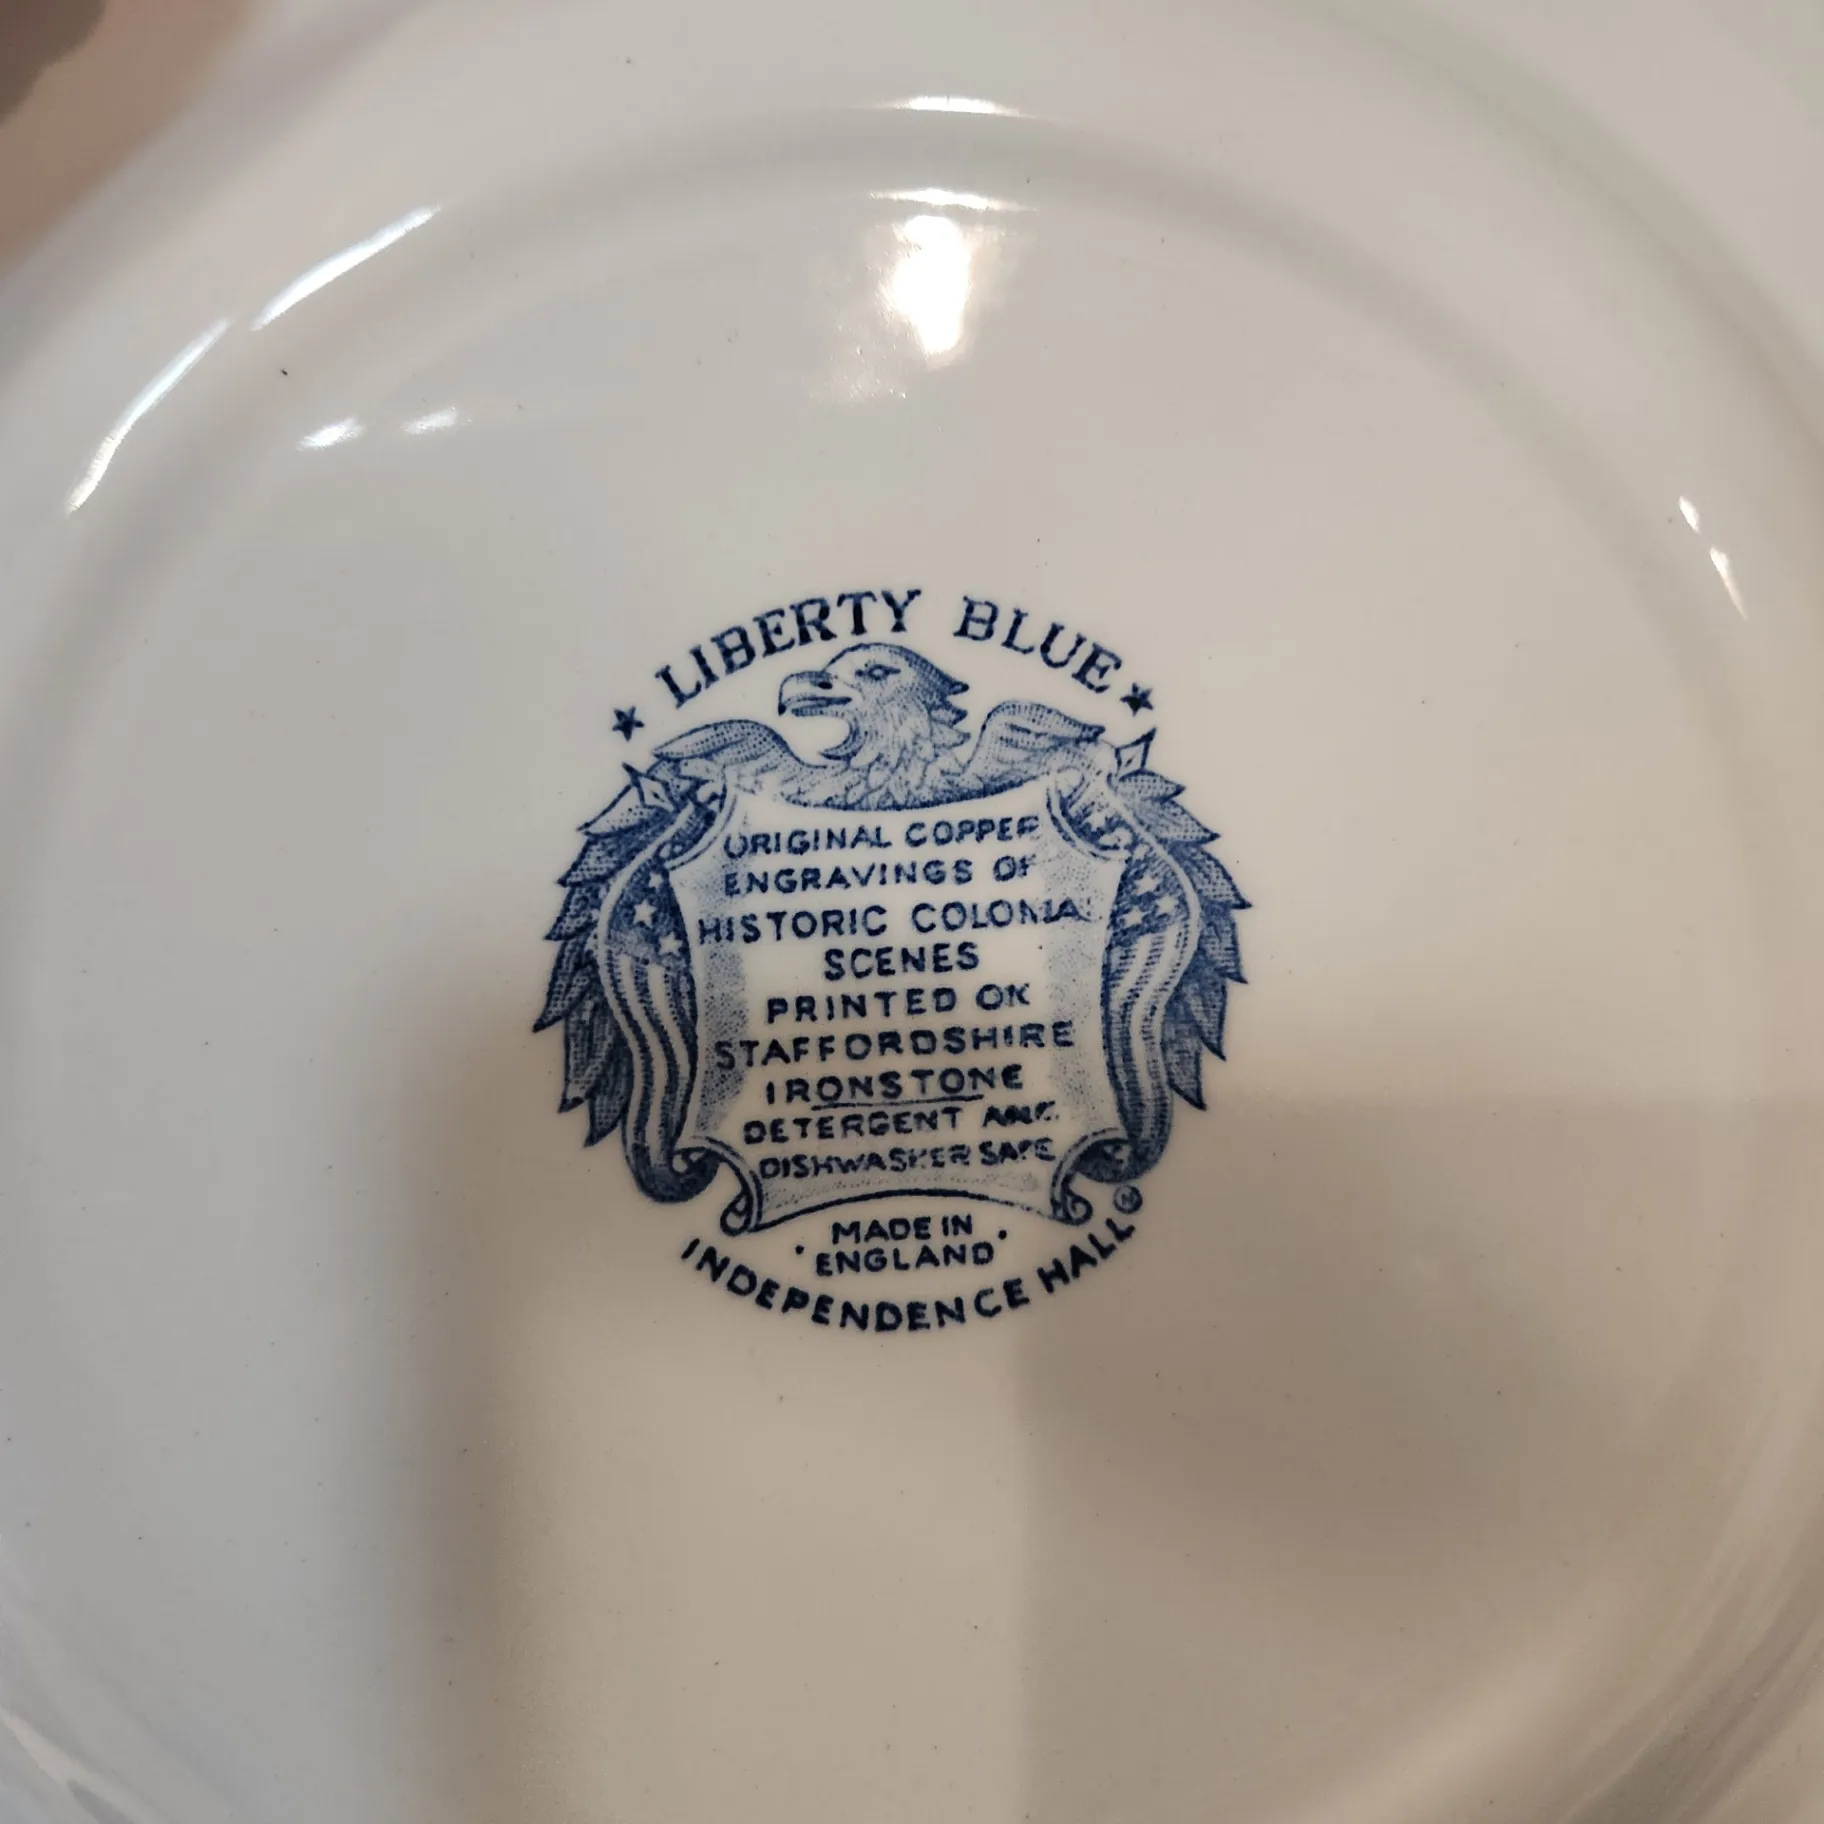 ★ LIBERTY BLUE ★
ORIGINAL COPPER
ENGRAVINGS OF
HISTORIC COLONIAL
SCENES
PRINTED ON
STAFFORDSHIRE
IRONSTONE
DETERGENT AND
DISHWASHER SAFE
MADE IN
ENGLAND
INDEPENDENCE HALL ®